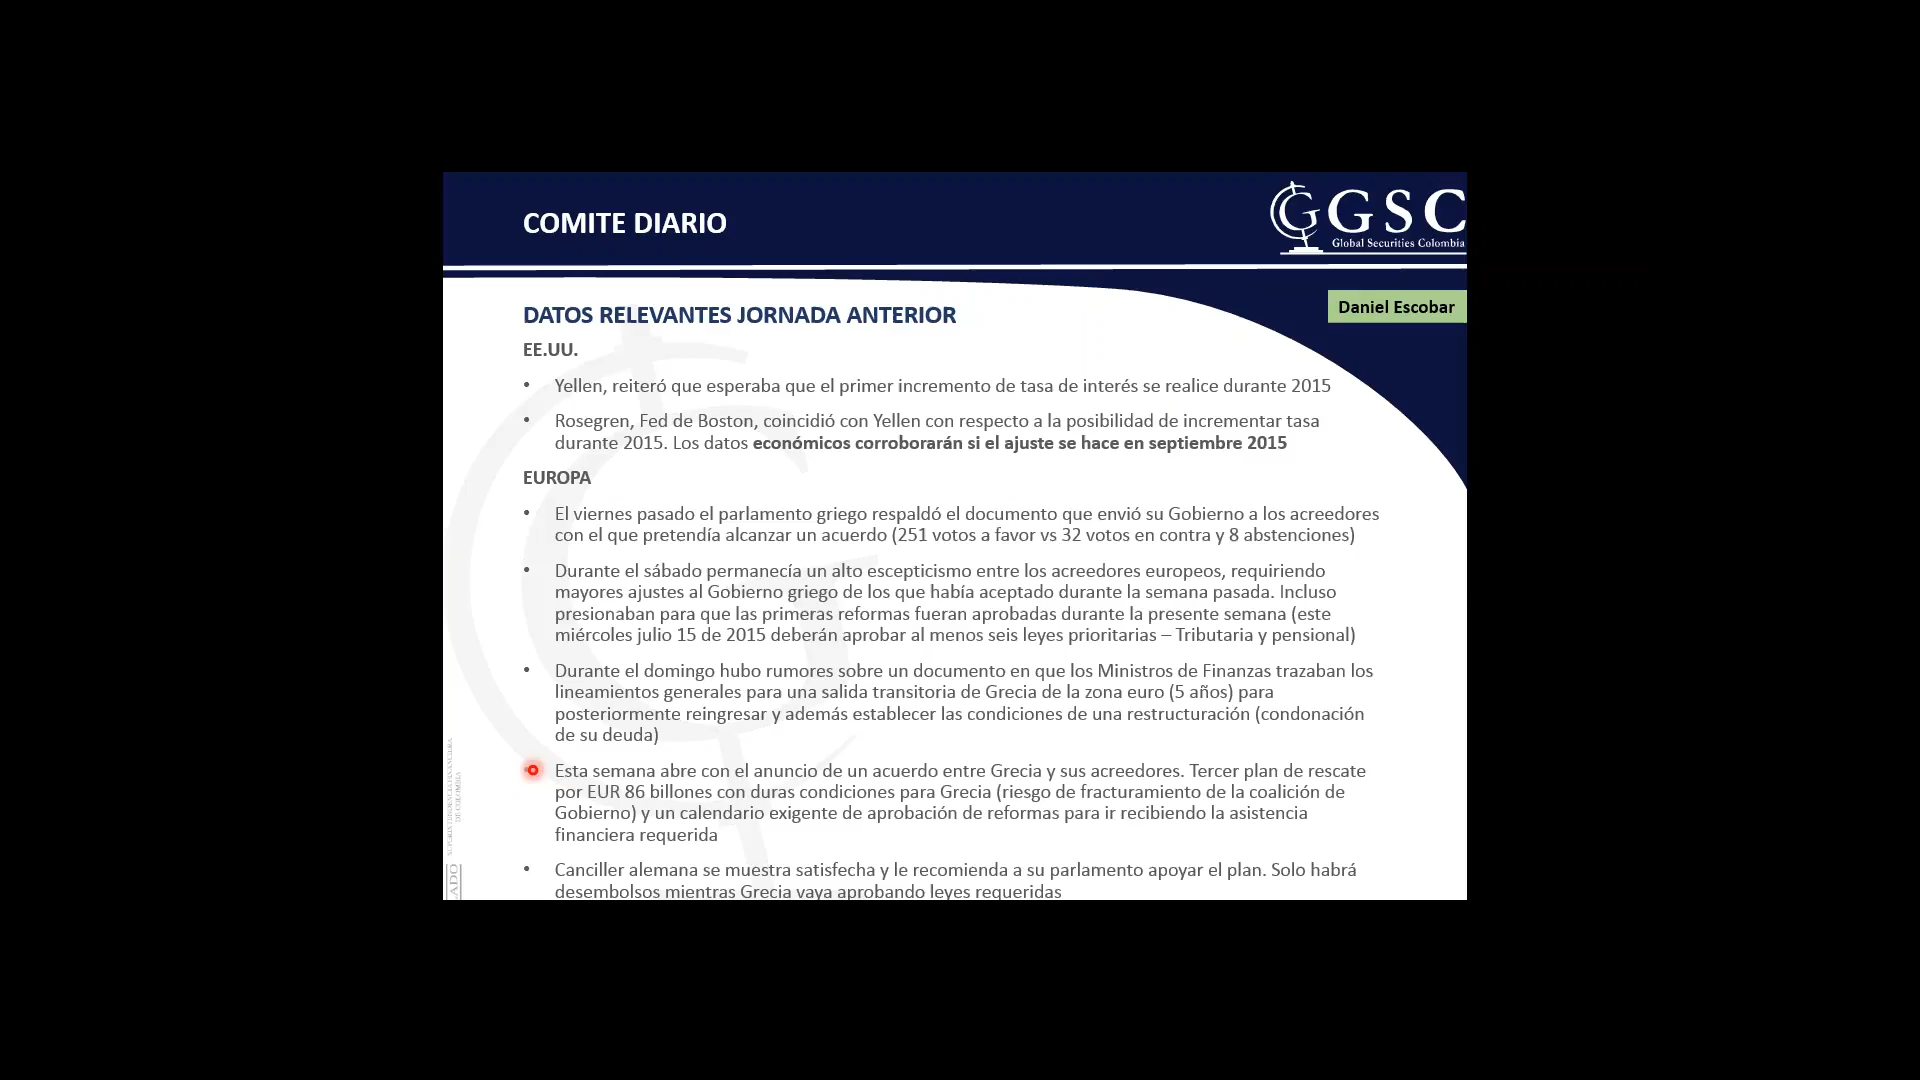 COMITE DIARIO
GSC
Global Securities Colombia
Daniel Escobar
DATOS RELEVANTES JORNADA ANTERIOR
EE.UU.
• Yellen, reiteró que esperaba que el primer incremento de tasa de interés se realice durante 2015
• Rosegren, Fed de Boston, coincidió con Yellen con respecto a la posibilidad de incrementar tasa
durante 2015. Los datos económicos corroborarán si el ajuste se hace en septiembre 2015
EUROPA
• El viernes pasado el parlamento griego respaldó el documento que envió su Gobierno a los acreedores
con el que pretendía alcanzar un acuerdo (251 votos a favor vs 32 votos en contra y 8 abstenciones)
• Durante el sábado permanecía un alto escepticismo entre los acreedores europeos, requiriendo
mayores ajustes al Gobierno griego de los que había aceptado durante la semana pasada. Incluso
presionaban para que las primeras reformas fueran aprobadas durante la presente semana (este
miércoles julio 15 de 2015 deberán aprobar al menos seis leyes prioritarias – Tributaria y pensional)
• Durante el domingo hubo rumores sobre un documento en que los Ministros de Finanzas trazaban los
lineamientos generales para una salida transitoria de Grecia de la zona euro (5 años) para
posteriormente reingresar y además establecer las condiciones de una restructuración (condonación
de su deuda)
Esta semana abre con el anuncio de un acuerdo entre Grecia y sus acreedores. Tercer plan de rescate
por EUR 86 billones con duras condiciones para Grecia (riesgo de fracturamiento de la coalición de
Gobierno) y un calendario exigente de aprobación de reformas para ir recibiendo la asistencia
financiera requerida
• Canciller alemana se muestra satisfecha y le recomienda a su parlamento apoyar el plan. Solo habrá
desembolsos mientras Grecia vaya aprobando leyes requeridas
SUPERINTENDENCIA FINANCIERA
DE COLOMBIA